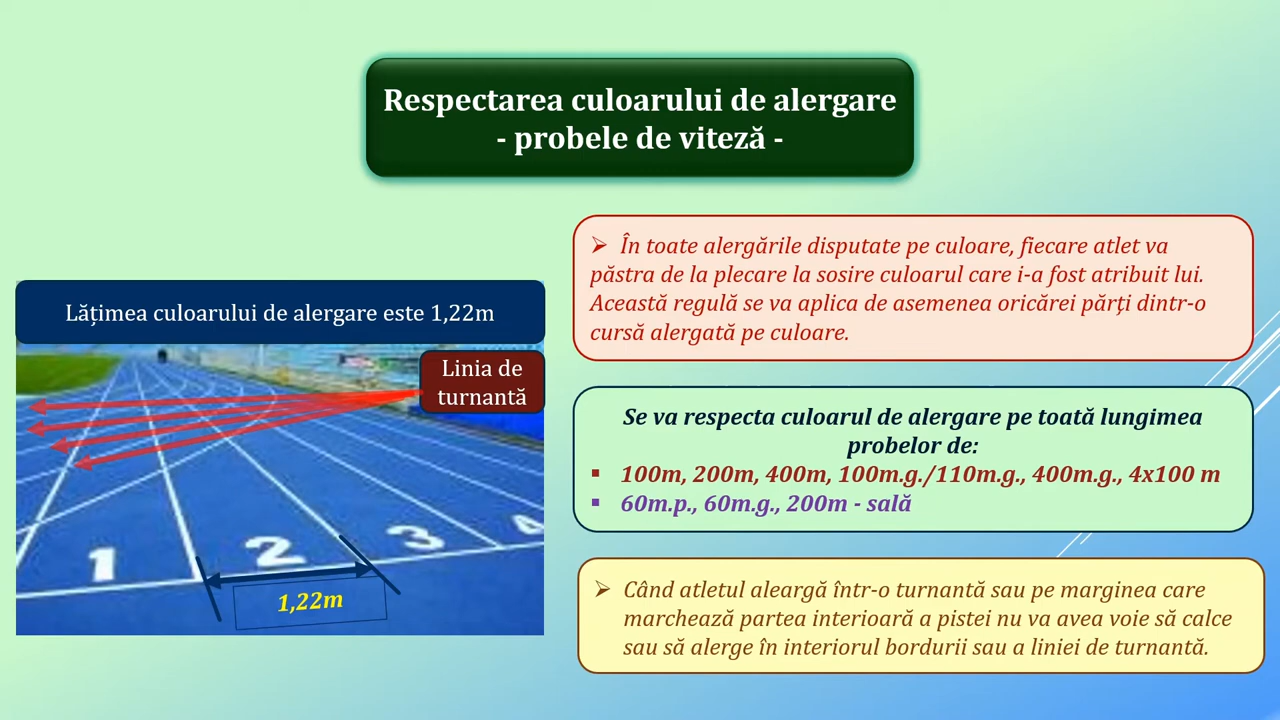 Respectarea culoarului de alergare
- probele de viteză -
Lățimea culoarului de alergare este 1,22m
Linia de
turnantă
1
2
3
4
1,22m
➢ În toate alergările disputate pe culoare, fiecare atlet va
păstra de la plecare la sosire culoarul care i-a fost atribuit lui.
Această regulă se va aplica de asemenea oricărei părţi dintr-o
cursă alergată pe culoare.
Se va respecta culoarul de alergare pe toată lungimea
probelor de:
▪ 100m, 200m, 400m, 100m.g./110m.g., 400m.g., 4x100 m
▪ 60m.p., 60m.g., 200m - sală
➢ Când atletul aleargă într-o turnantă sau pe marginea care
marchează partea interioară a pistei nu va avea voie să calce
sau să alerge în interiorul bordurii sau a liniei de turnantă.